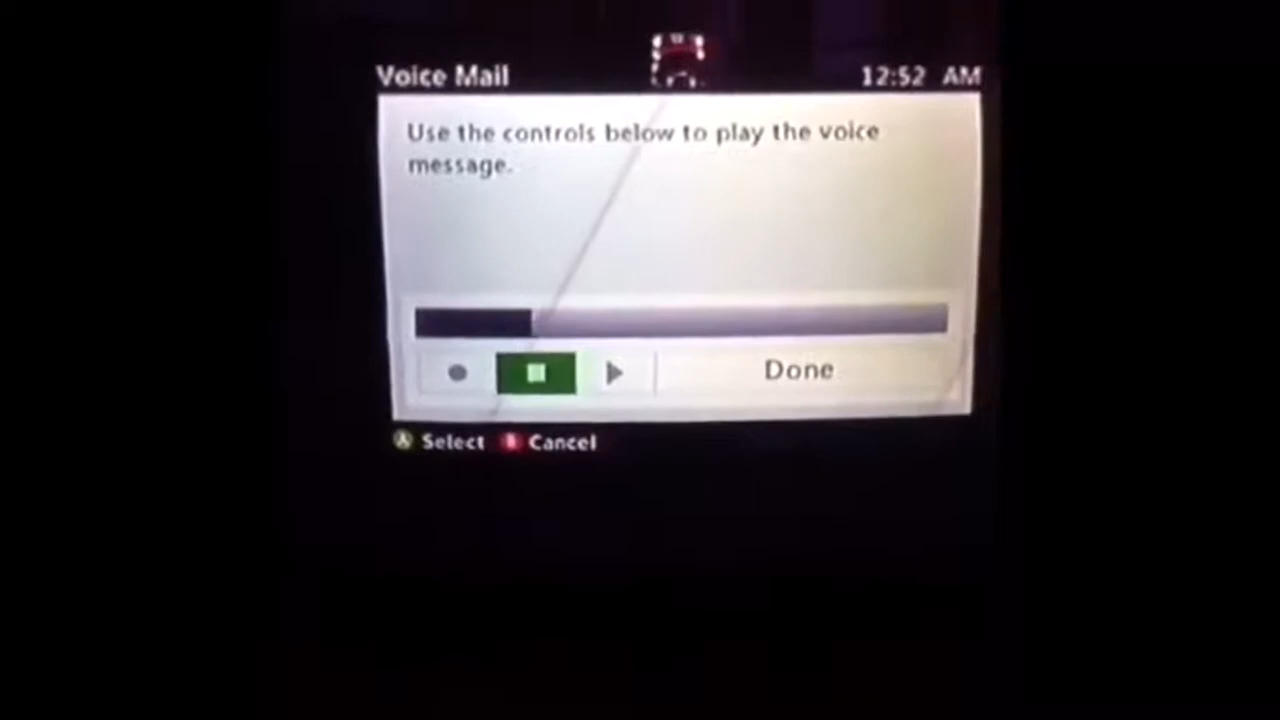 Voice Mail 12:52 AM
Use the controls below to play the voice
message.
Done
A Select B Cancel